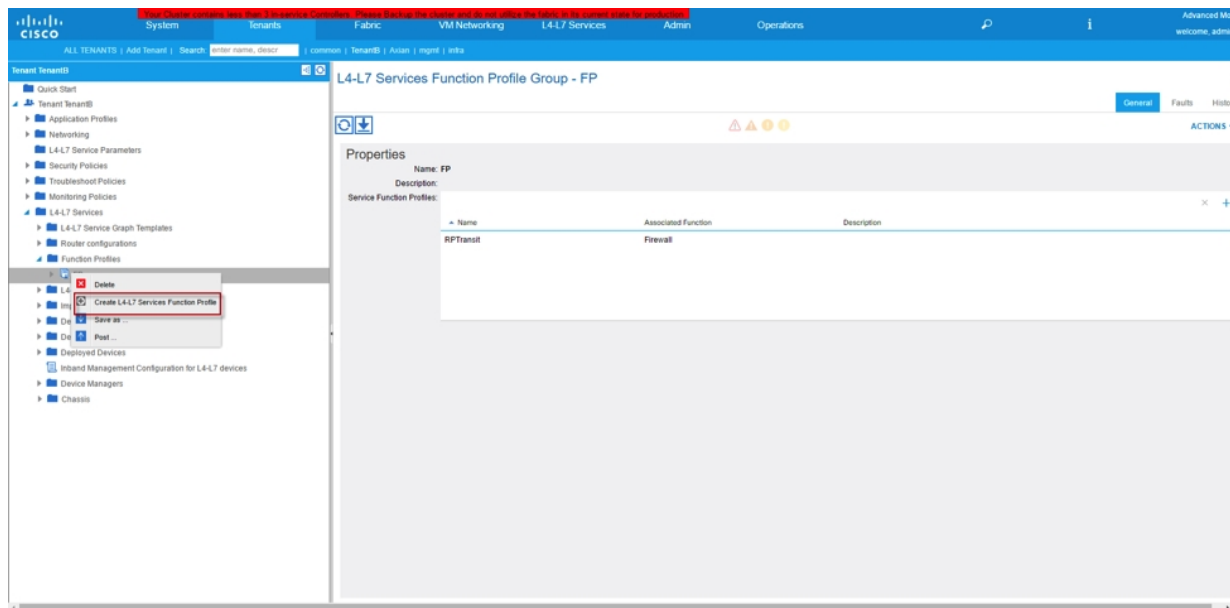 Your Cluster contains less than 3 in-service Controllers. Please Backup the cluster and do not utilize the fabric in its current state for production.
CISCO
System Tenants Fabric VM Networking L4-L7 Services Admin Operations
i
Advanced Mo
welcome, admi
ALL TENANTS | Add Tenant | Search: enter name, descr | common | TenantB | Axian | mgmt | infra
Tenant TenantB
Quick Start
Tenant TenantB
Application Profiles
Networking
L4-L7 Service Parameters
Security Policies
Troubleshoot Policies
Monitoring Policies
L4-L7 Services
L4-L7 Service Graph Templates
Router configurations
Function Profiles
L4
Im
De
De
Delete
Create L4-L7 Services Function Profile
Save as ...
Post ...
Deployed Devices
Inband Management Configuration for L4-L7 devices
Device Managers
Chassis
L4-L7 Services Function Profile Group - FP
General Faults Histo
ACTIONS
Properties
Name: FP
Description:
Service Function Profiles:
Name Associated Function Description
RPTransit Firewall